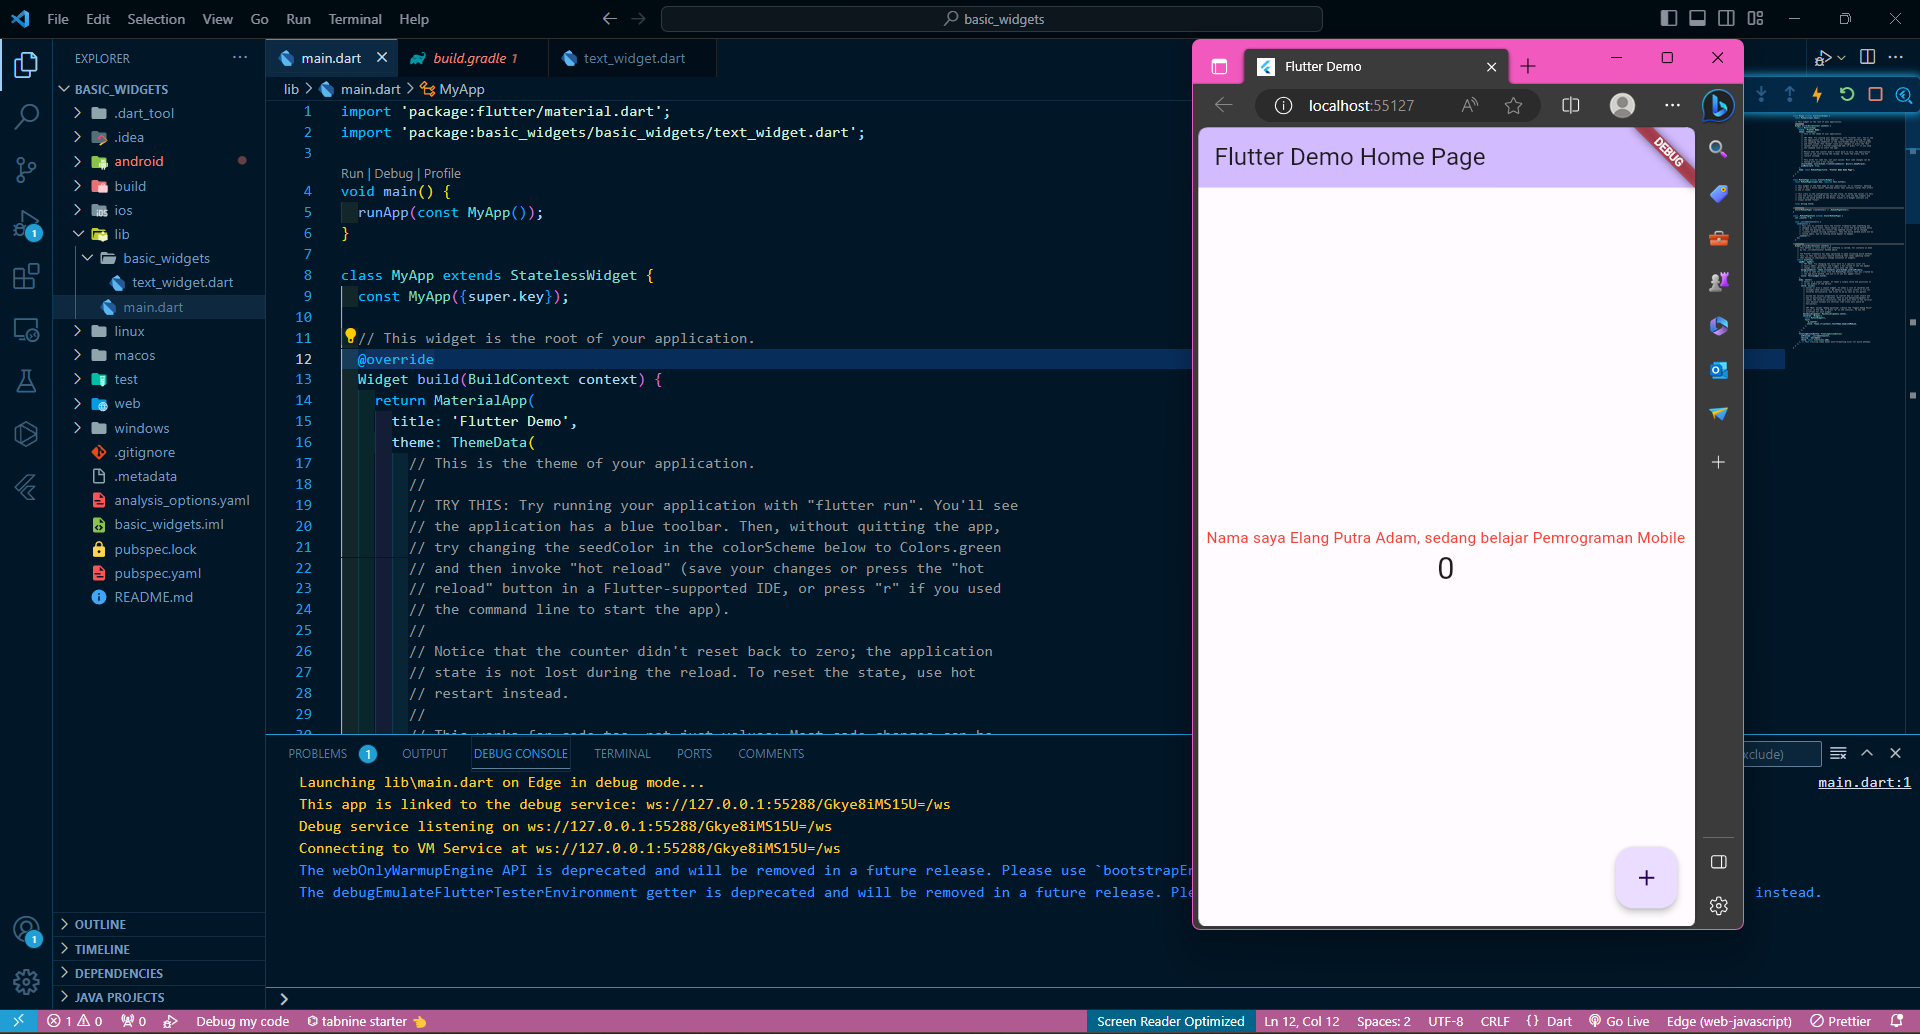 File Edit Selection View Go Run Terminal Help
basic_widgets
EXPLORER
BASIC_WIDGETS
.dart_tool
.idea
android
build
ios
lib
basic_widgets
text_widget.dart
main.dart
linux
macos
test
web
windows
.gitignore
.metadata
analysis_options.yaml
basic_widgets.iml
pubspec.lock
pubspec.yaml
README.md
OUTLINE
TIMELINE
DEPENDENCIES
JAVA PROJECTS
1
1
main.dart
build.gradle 1
text_widget.dart
lib > main.dart > MyApp
1 import 'package:flutter/material.dart';
2 import 'package:basic_widgets/basic_widgets/text_widget.dart';
3
Run | Debug | Profile
4 void main() {
5 runApp(const MyApp());
6 }
7
8 class MyApp extends StatelessWidget {
9 const MyApp({super.key});
10
11 // This widget is the root of your application.
12 @override
13 Widget build(BuildContext context) {
14 return MaterialApp(
15 title: 'Flutter Demo',
16 theme: ThemeData(
17 // This is the theme of your application.
18 //
19 // TRY THIS: Try running your application with "flutter run". You'll see
20 // the application has a blue toolbar. Then, without quitting the app,
21 // try changing the seedColor in the colorScheme below to Colors.green
22 // and then invoke "hot reload" (save your changes or press the "hot
23 // reload" button in a Flutter-supported IDE, or press "r" if you used
24 // the command line to start the app).
25 //
26 // Notice that the counter didn't reset back to zero; the application
27 // state is not lost during the reload. To reset the state, use hot
28 // restart instead.
29 //
PROBLEMS 1 OUTPUT DEBUG CONSOLE TERMINAL PORTS COMMENTS
xclude)
main.dart:1
Launching lib\main.dart on Edge in debug mode...
This app is linked to the debug service: ws://127.0.0.1:55288/Gkye8iMS15U=/ws
Debug service listening on ws://127.0.0.1:55288/Gkye8iMS15U=/ws
Connecting to VM Service at ws://127.0.0.1:55288/Gkye8iMS15U=/ws
The webOnlyWarmupEngine API is deprecated and will be removed in a future release. Please use `bootstrapEn
The debugEmulateFlutterTesterEnvironment getter is deprecated and will be removed in a future release. Ple instead.
Flutter Demo
localhost:55127
Flutter Demo Home Page
DEBUG
Nama saya Elang Putra Adam, sedang belajar Pemrograman Mobile
0
+
1 0 0 Debug my code tabnine starter
Screen Reader Optimized Ln 12, Col 12 Spaces: 2 UTF-8 CRLF { } Dart Go Live Edge (web-javascript) Prettier